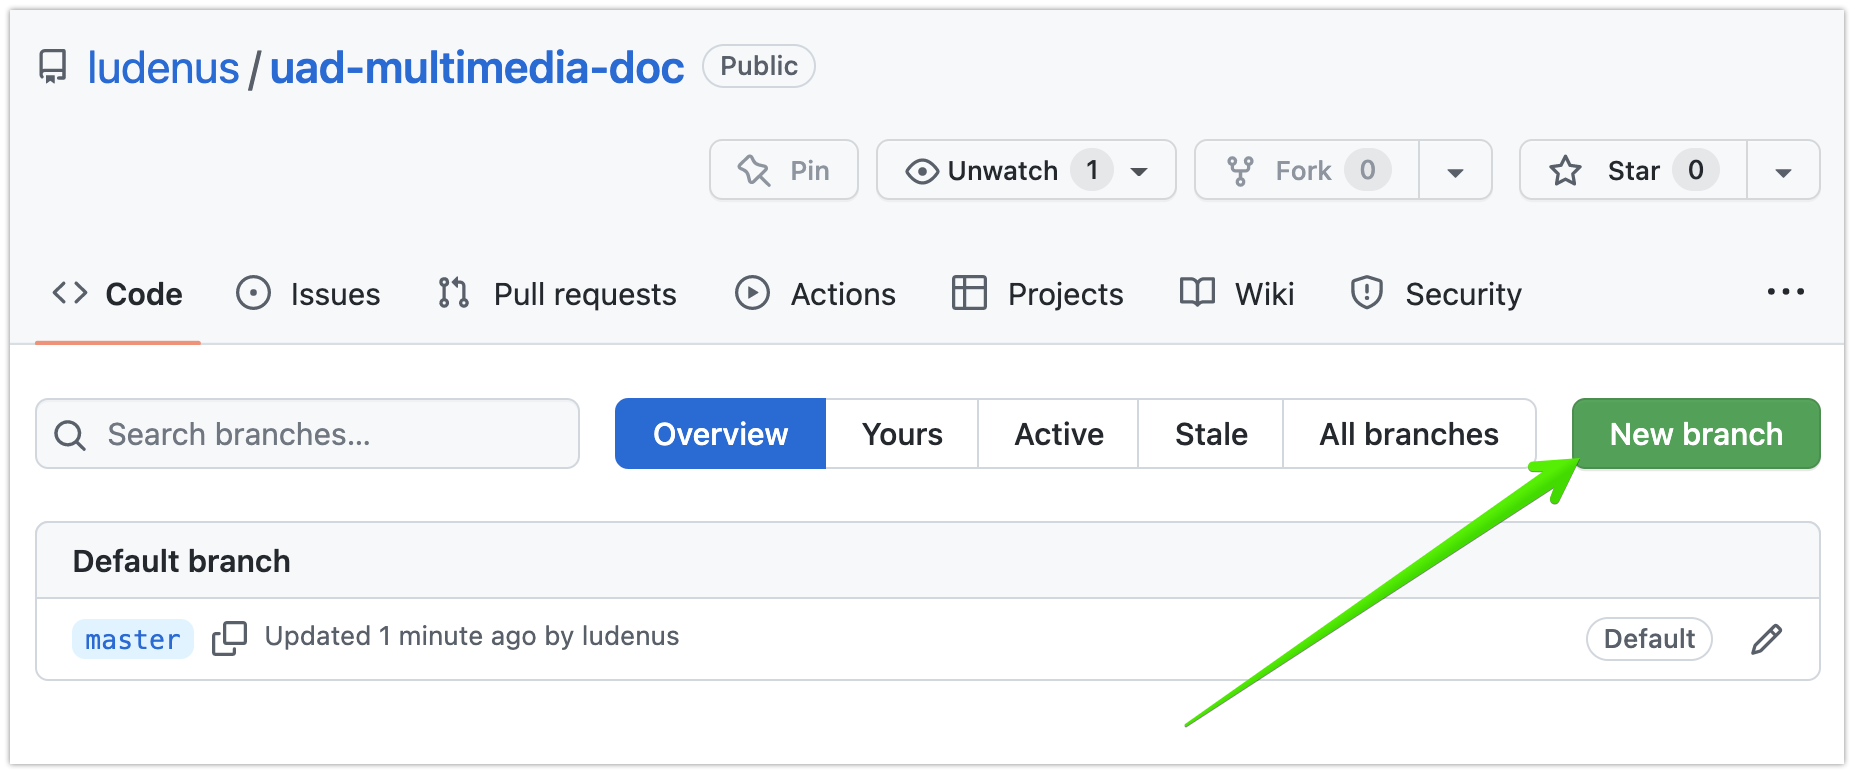 ludenus / uad-multimedia-doc Public
Pin Unwatch 1 Fork 0 Star 0
Code Issues Pull requests Actions Projects Wiki Security ...
Search branches... Overview Yours Active Stale All branches New branch
Default branch
master Updated 1 minute ago by ludenus Default